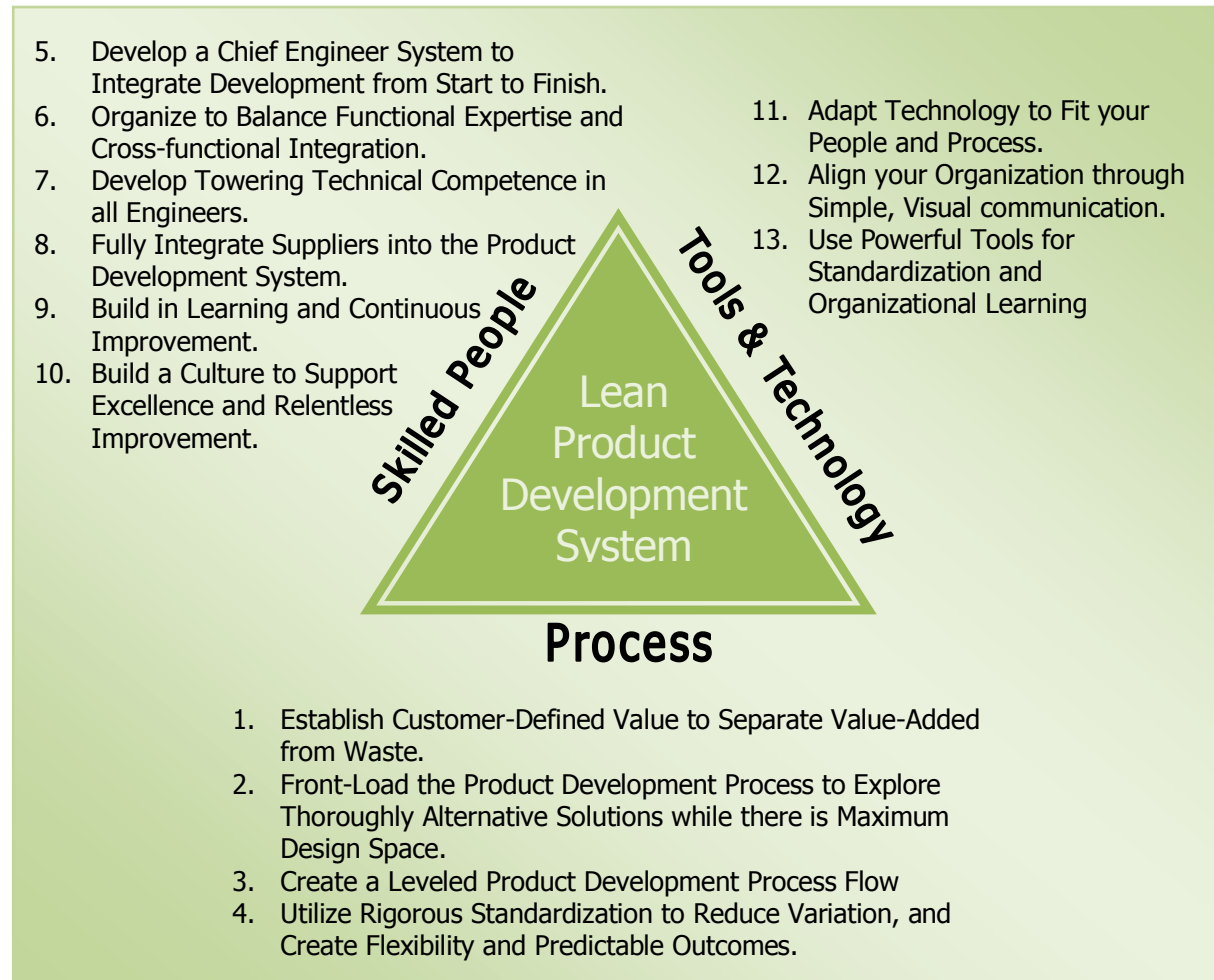 5. Develop a Chief Engineer System to
Integrate Development from Start to Finish.
6. Organize to Balance Functional Expertise and
Cross-functional Integration.
7. Develop Towering Technical Competence in
all Engineers.
8. Fully Integrate Suppliers into the Product
Development System.
9. Build in Learning and Continuous
Improvement.
10. Build a Culture to Support
Excellence and Relentless
Improvement.
11. Adapt Technology to Fit your
People and Process.
12. Align your Organization through
Simple, Visual communication.
13. Use Powerful Tools for
Standardization and
Organizational Learning
Skilled People
Tools & Technology
Lean
Product
Development
System
Process
1. Establish Customer-Defined Value to Separate Value-Added
from Waste.
2. Front-Load the Product Development Process to Explore
Thoroughly Alternative Solutions while there is Maximum
Design Space.
3. Create a Leveled Product Development Process Flow
4. Utilize Rigorous Standardization to Reduce Variation, and
Create Flexibility and Predictable Outcomes.